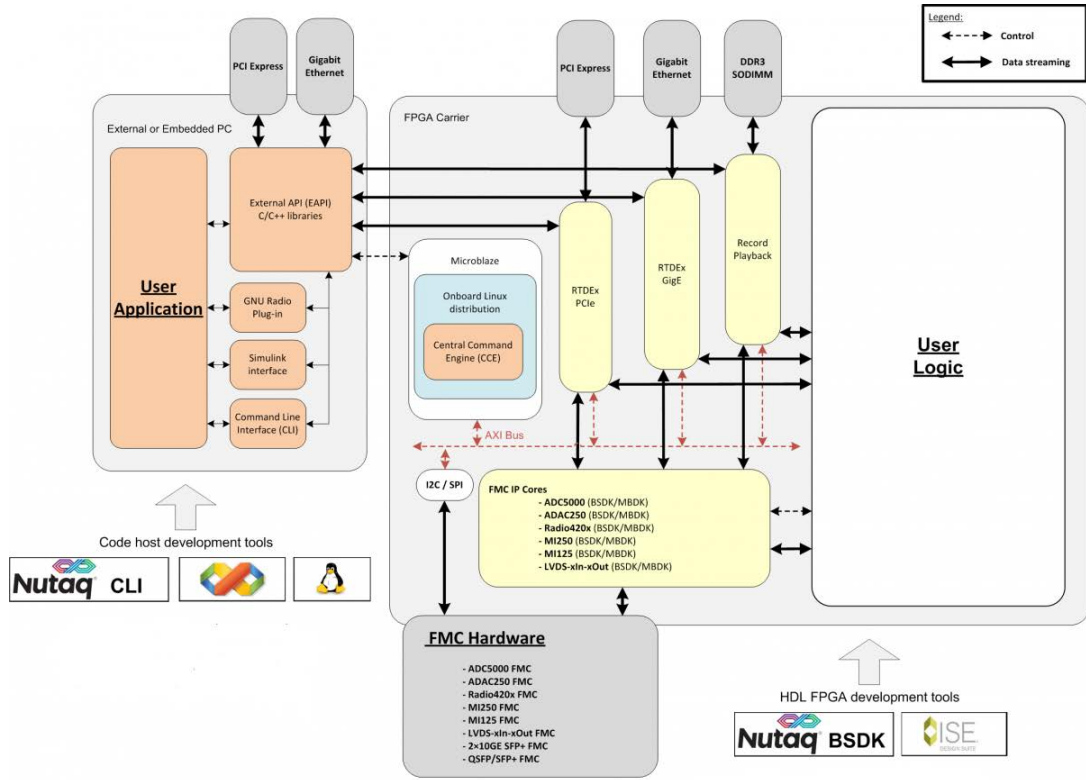 Legend:
Control
Data streaming
PCI Express
Gigabit
Ethernet
PCI Express
Gigabit
Ethernet
DDR3
SODIMM
External or Embedded PC
FPGA Carrier
External API (EAPI)
C/C++ libraries
User
Application
GNU Radio
Plug-in
Simulink
interface
Command Line
Interface (CLI)
Microblaze
Onboard Linux
distribution
Central Command
Engine (CCE)
RTDEx
PCIe
RTDEx
GigE
Record
Playback
User
Logic
AXI Bus
I2C / SPI
FMC IP Cores
- ADC5000 (BSDK/MBDK)
- ADAC250 (BSDK/MBDK)
- Radio420x (BSDK/MBDK)
- MI250 (BSDK/MBDK)
- MI125 (BSDK/MBDK)
- LVDS-xIn-xOut (BSDK/MBDK)
Code host development tools
Nutaq® CLI
FMC Hardware
- ADC5000 FMC
- ADAC250 FMC
- Radio420x FMC
- MI250 FMC
- MI125 FMC
- LVDS-xIn-xOut FMC
- 2×10GE SFP+ FMC
- QSFP/SFP+ FMC
HDL FPGA development tools
Nutaq® BSDK
ISE
DESIGN SUITE